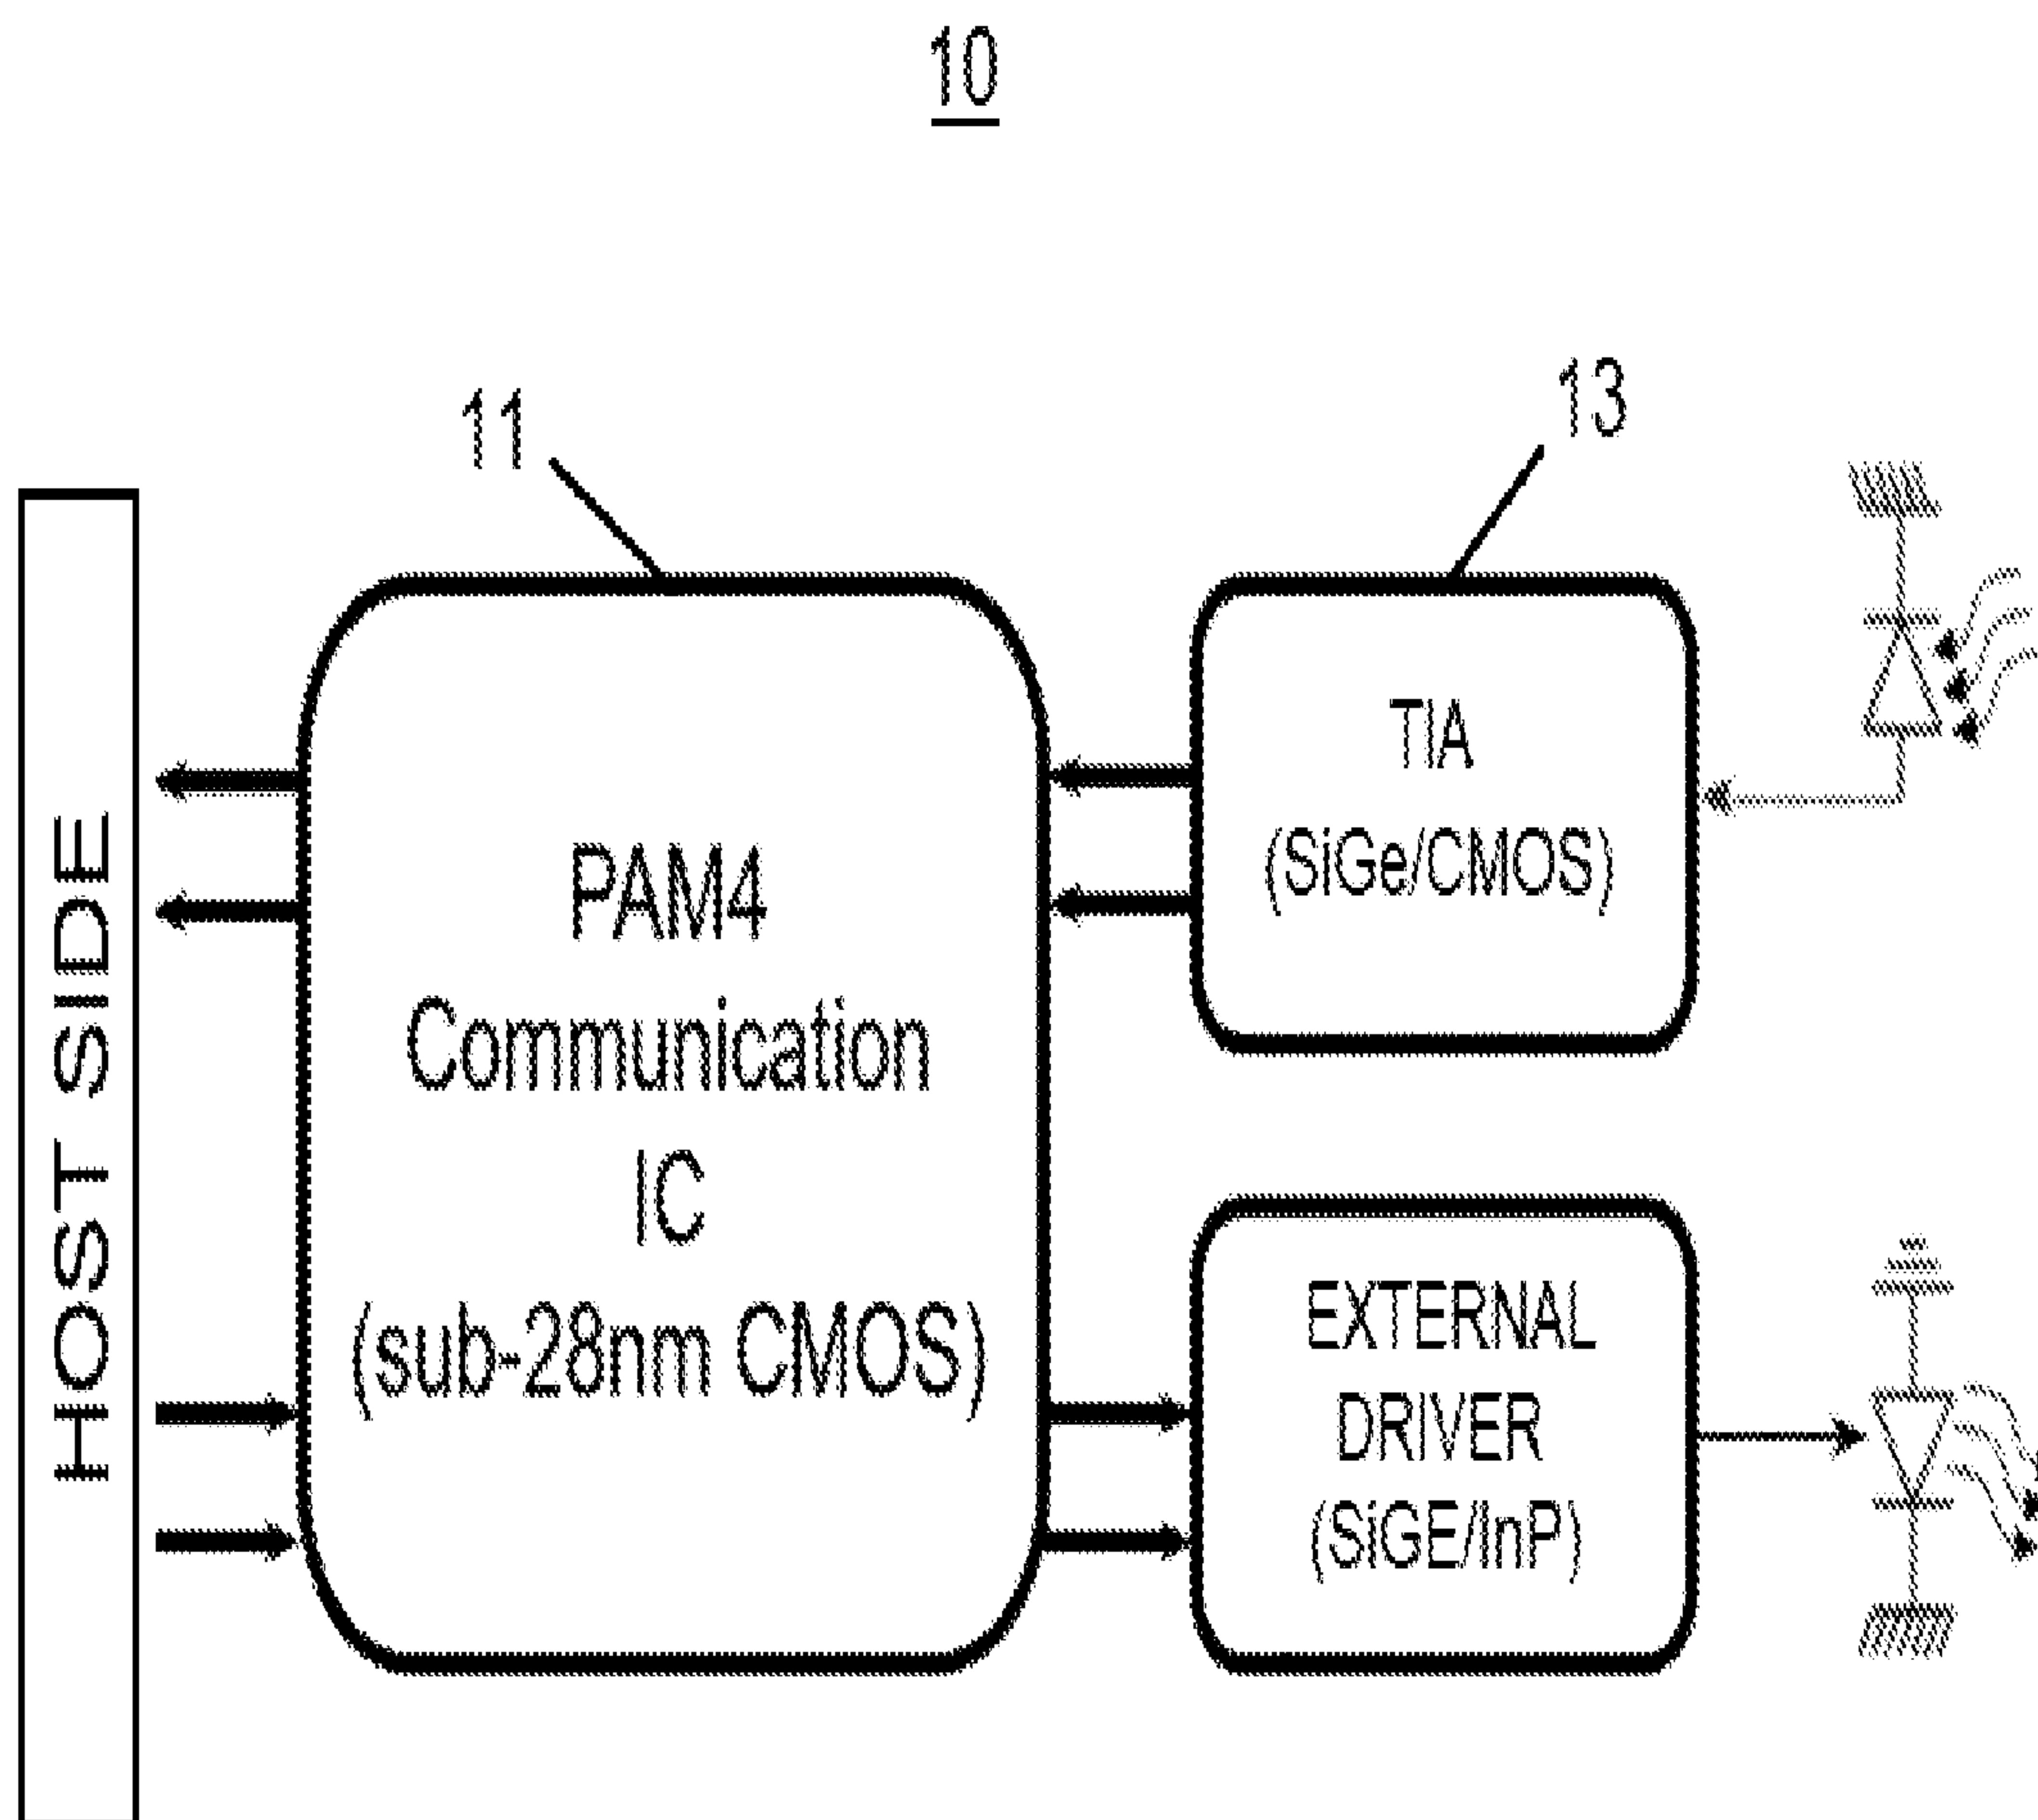 10
11
13
HOST SIDE
PAM4
Communication
IC
(sub-28nm CMOS)
TIA
(SiGe/CMOS)
EXTERNAL
DRIVER
(SiGE/InP)